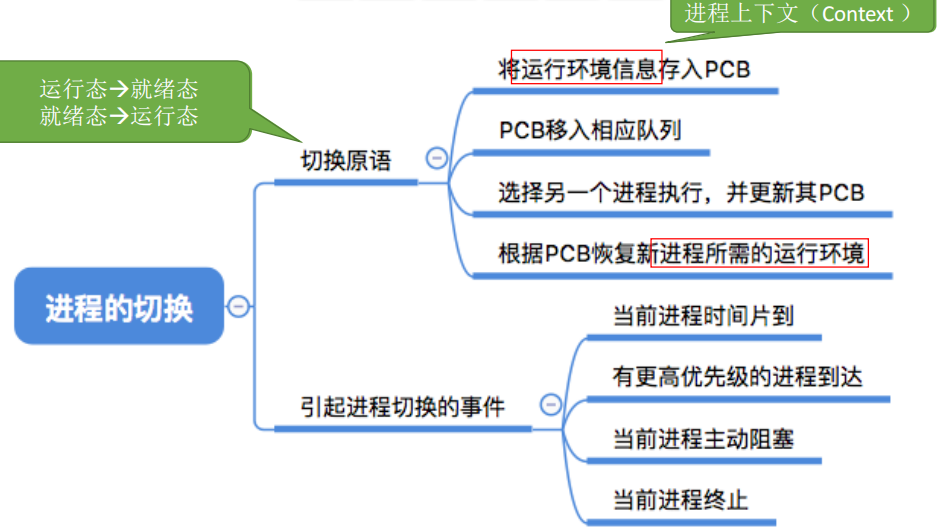 进程上下文（Context ）
运行态→就绪态
就绪态→运行态
将运行环境信息存入PCB
PCB移入相应队列
切换原语
选择另一个进程执行，并更新其PCB
根据PCB恢复新进程所需的运行环境
进程的切换
当前进程时间片到
有更高优先级的进程到达
引起进程切换的事件
当前进程主动阻塞
当前进程终止